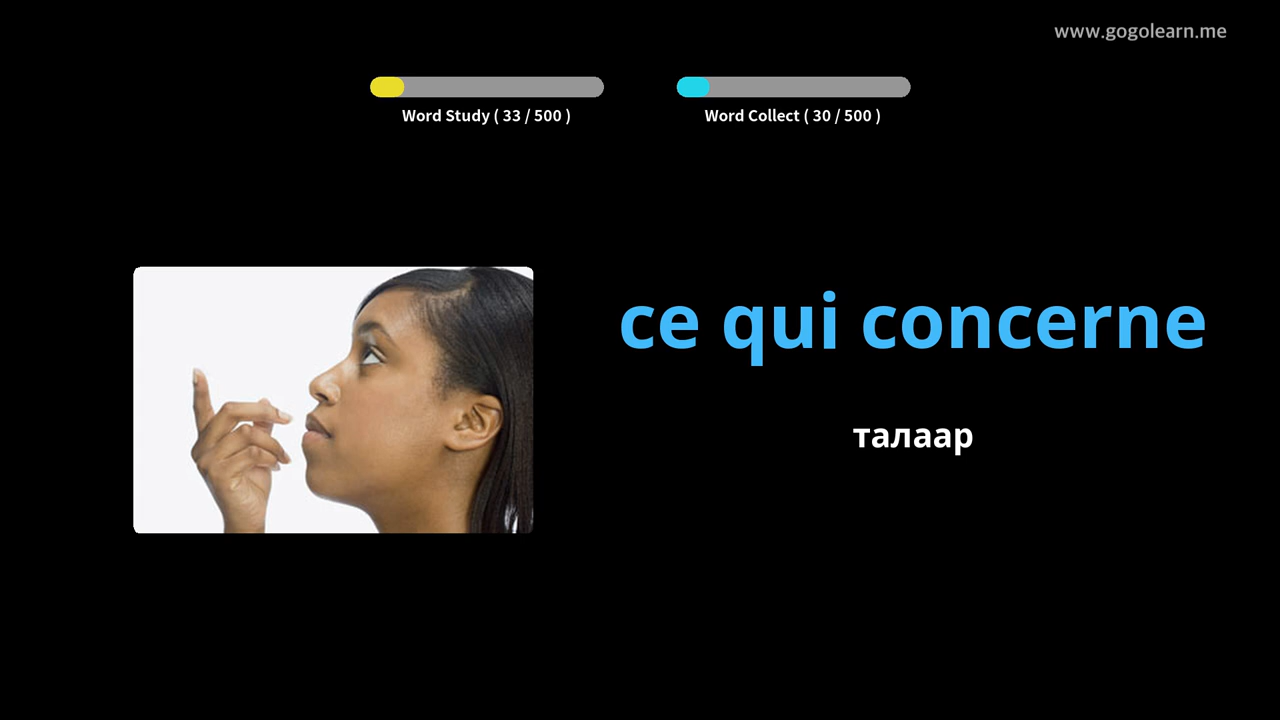 www.gogolearn.me
Word Study ( 33 / 500 )
Word Collect ( 30 / 500 )
ce qui concerne
талаар